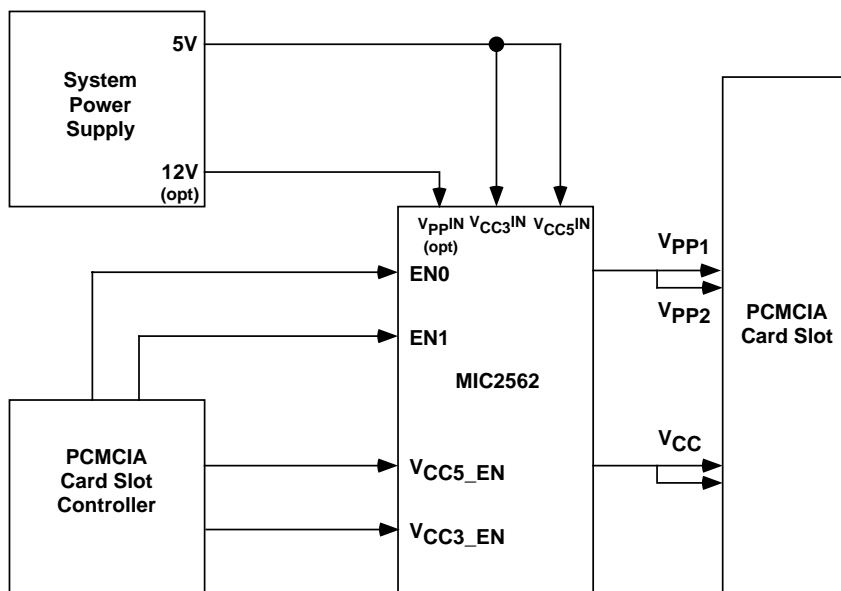 5V
System
Power
Supply
12V
(opt)
VPPIN VCC3IN VCC5IN
(opt)
EN0
EN1
MIC2562
VCC5_EN
VCC3_EN
PCMCIA
Card Slot
Controller
VPP1
VPP2
VCC
PCMCIA
Card Slot